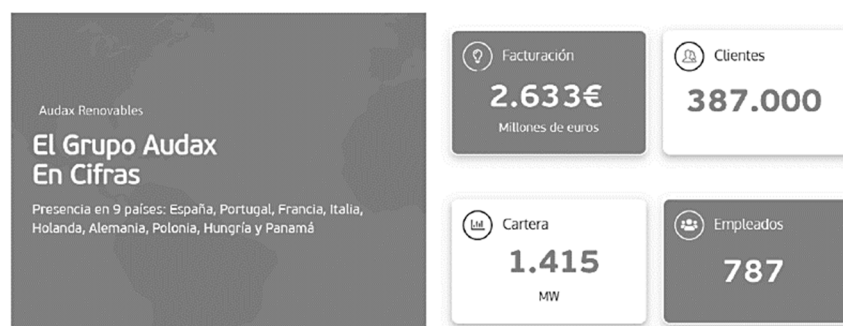 Audax Renovables
El Grupo Audax
En Cifras
Presencia en 9 países: España, Portugal, Francia, Italia,
Holanda, Alemania, Polonia, Hungría y Panamá
Facturación
2.633€
Millones de euros
Clientes
387.000
Cartera
1.415
MW
Empleados
787